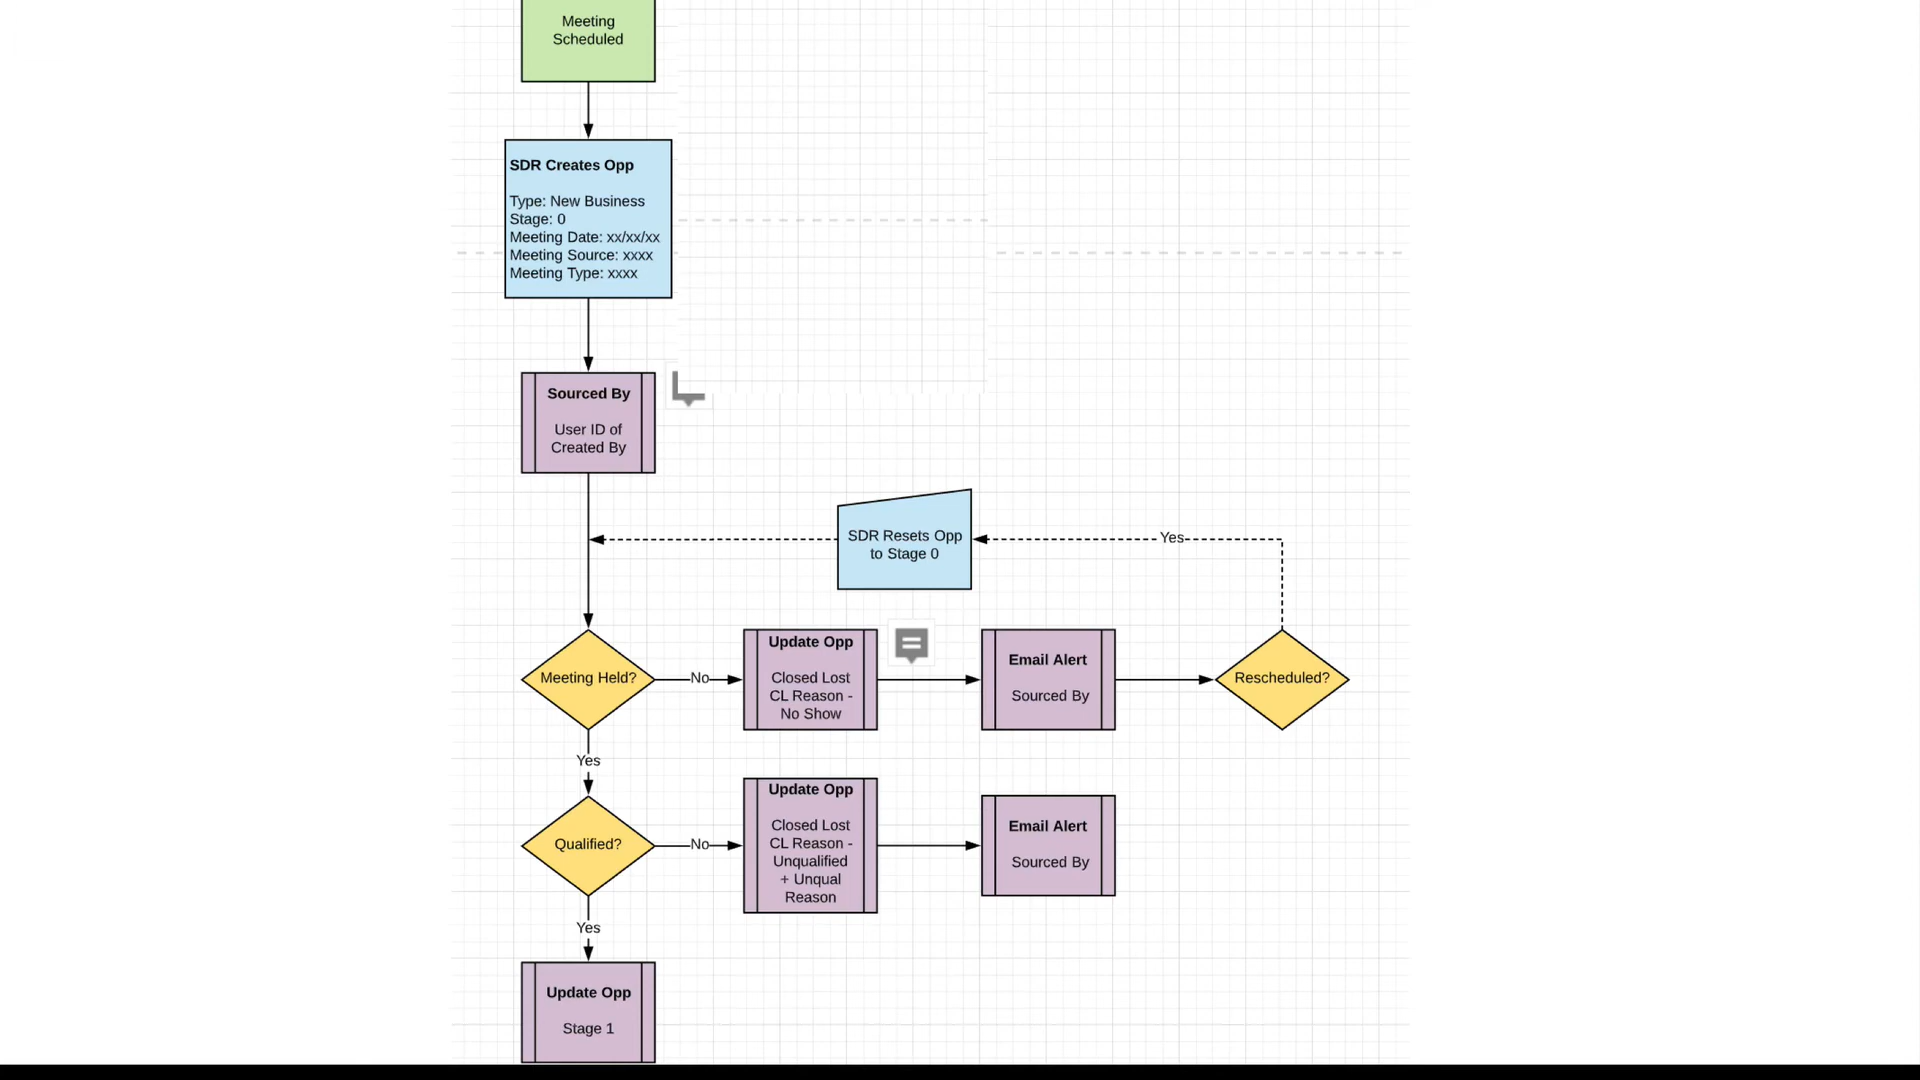 Meeting
Scheduled
SDR Creates Opp
Type: New Business
Stage: 0
Meeting Date: xx/xx/xx
Meeting Source: xxxx
Meeting Type: xxxx
Sourced By
User ID of
Created By
SDR Resets Opp
to Stage 0
Yes
Meeting Held?
No
Update Opp
Closed Lost
CL Reason -
No Show
Email Alert
Sourced By
Rescheduled?
Yes
Qualified?
No
Update Opp
Closed Lost
CL Reason -
Unqualified
+ Unqual
Reason
Email Alert
Sourced By
Yes
Update Opp
Stage 1